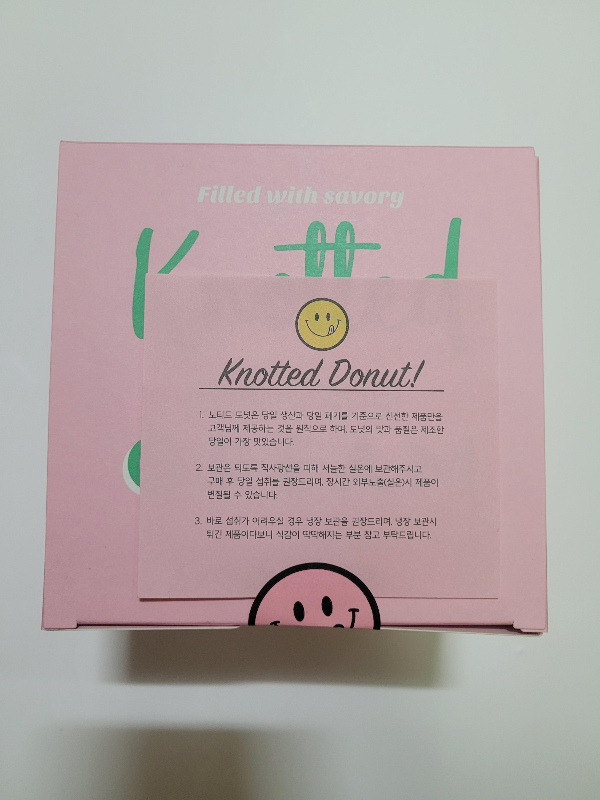 Filled with savory
Knotted
Knotted Donut!
1. 노티드 도넛은 당일 생산과 당일 폐기를 기준으로 신선한 제품만을
고객님께 제공하는 것을 원칙으로 하며, 도넛의 맛과 품질은 제조한
당일이 가장 맛있습니다.
2. 보관은 되도록 직사광선을 피해 서늘한 실온에 보관해주시고
구매 후 당일 섭취를 권장드리며, 장시간 외부노출(실온)시 제품이
변질될 수 있습니다.
3. 바로 섭취가 어려우실 경우 냉장 보관을 권장드리며, 냉장 보관시
튀긴 제품이다보니 식감이 딱딱해지는 부분 참고 부탁드립니다.